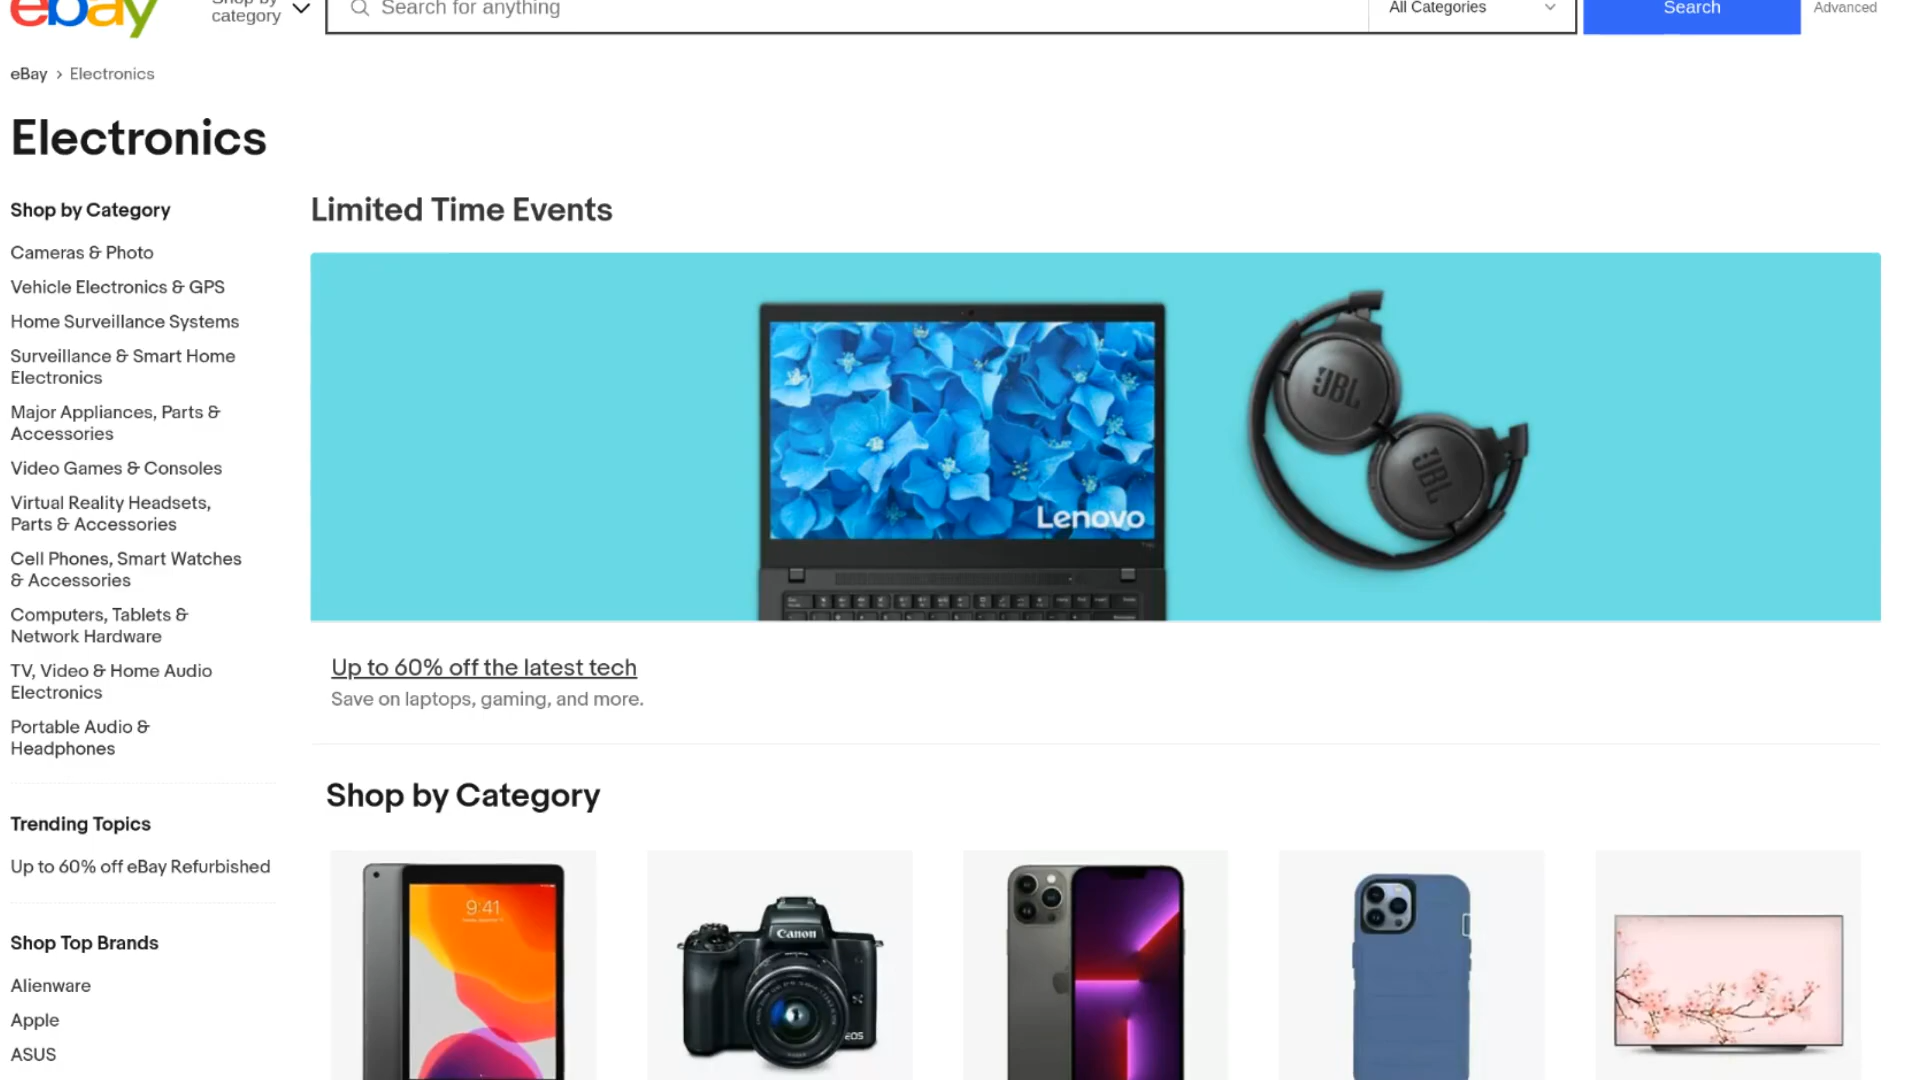 ebay
Shop by
category
Search for anything
All Categories
Search
Advanced
eBay > Electronics
Electronics
Shop by Category
Cameras & Photo
Vehicle Electronics & GPS
Home Surveillance Systems
Surveillance & Smart Home
Electronics
Major Appliances, Parts &
Accessories
Video Games & Consoles
Virtual Reality Headsets,
Parts & Accessories
Cell Phones, Smart Watches
& Accessories
Computers, Tablets &
Network Hardware
TV, Video & Home Audio
Electronics
Portable Audio &
Headphones
Trending Topics
Up to 60% off eBay Refurbished
Shop Top Brands
Alienware
Apple
ASUS
Limited Time Events
Lenovo
JBL
JBL
Up to 60% off the latest tech
Save on laptops, gaming, and more.
Shop by Category
9:41
Canon
EOS